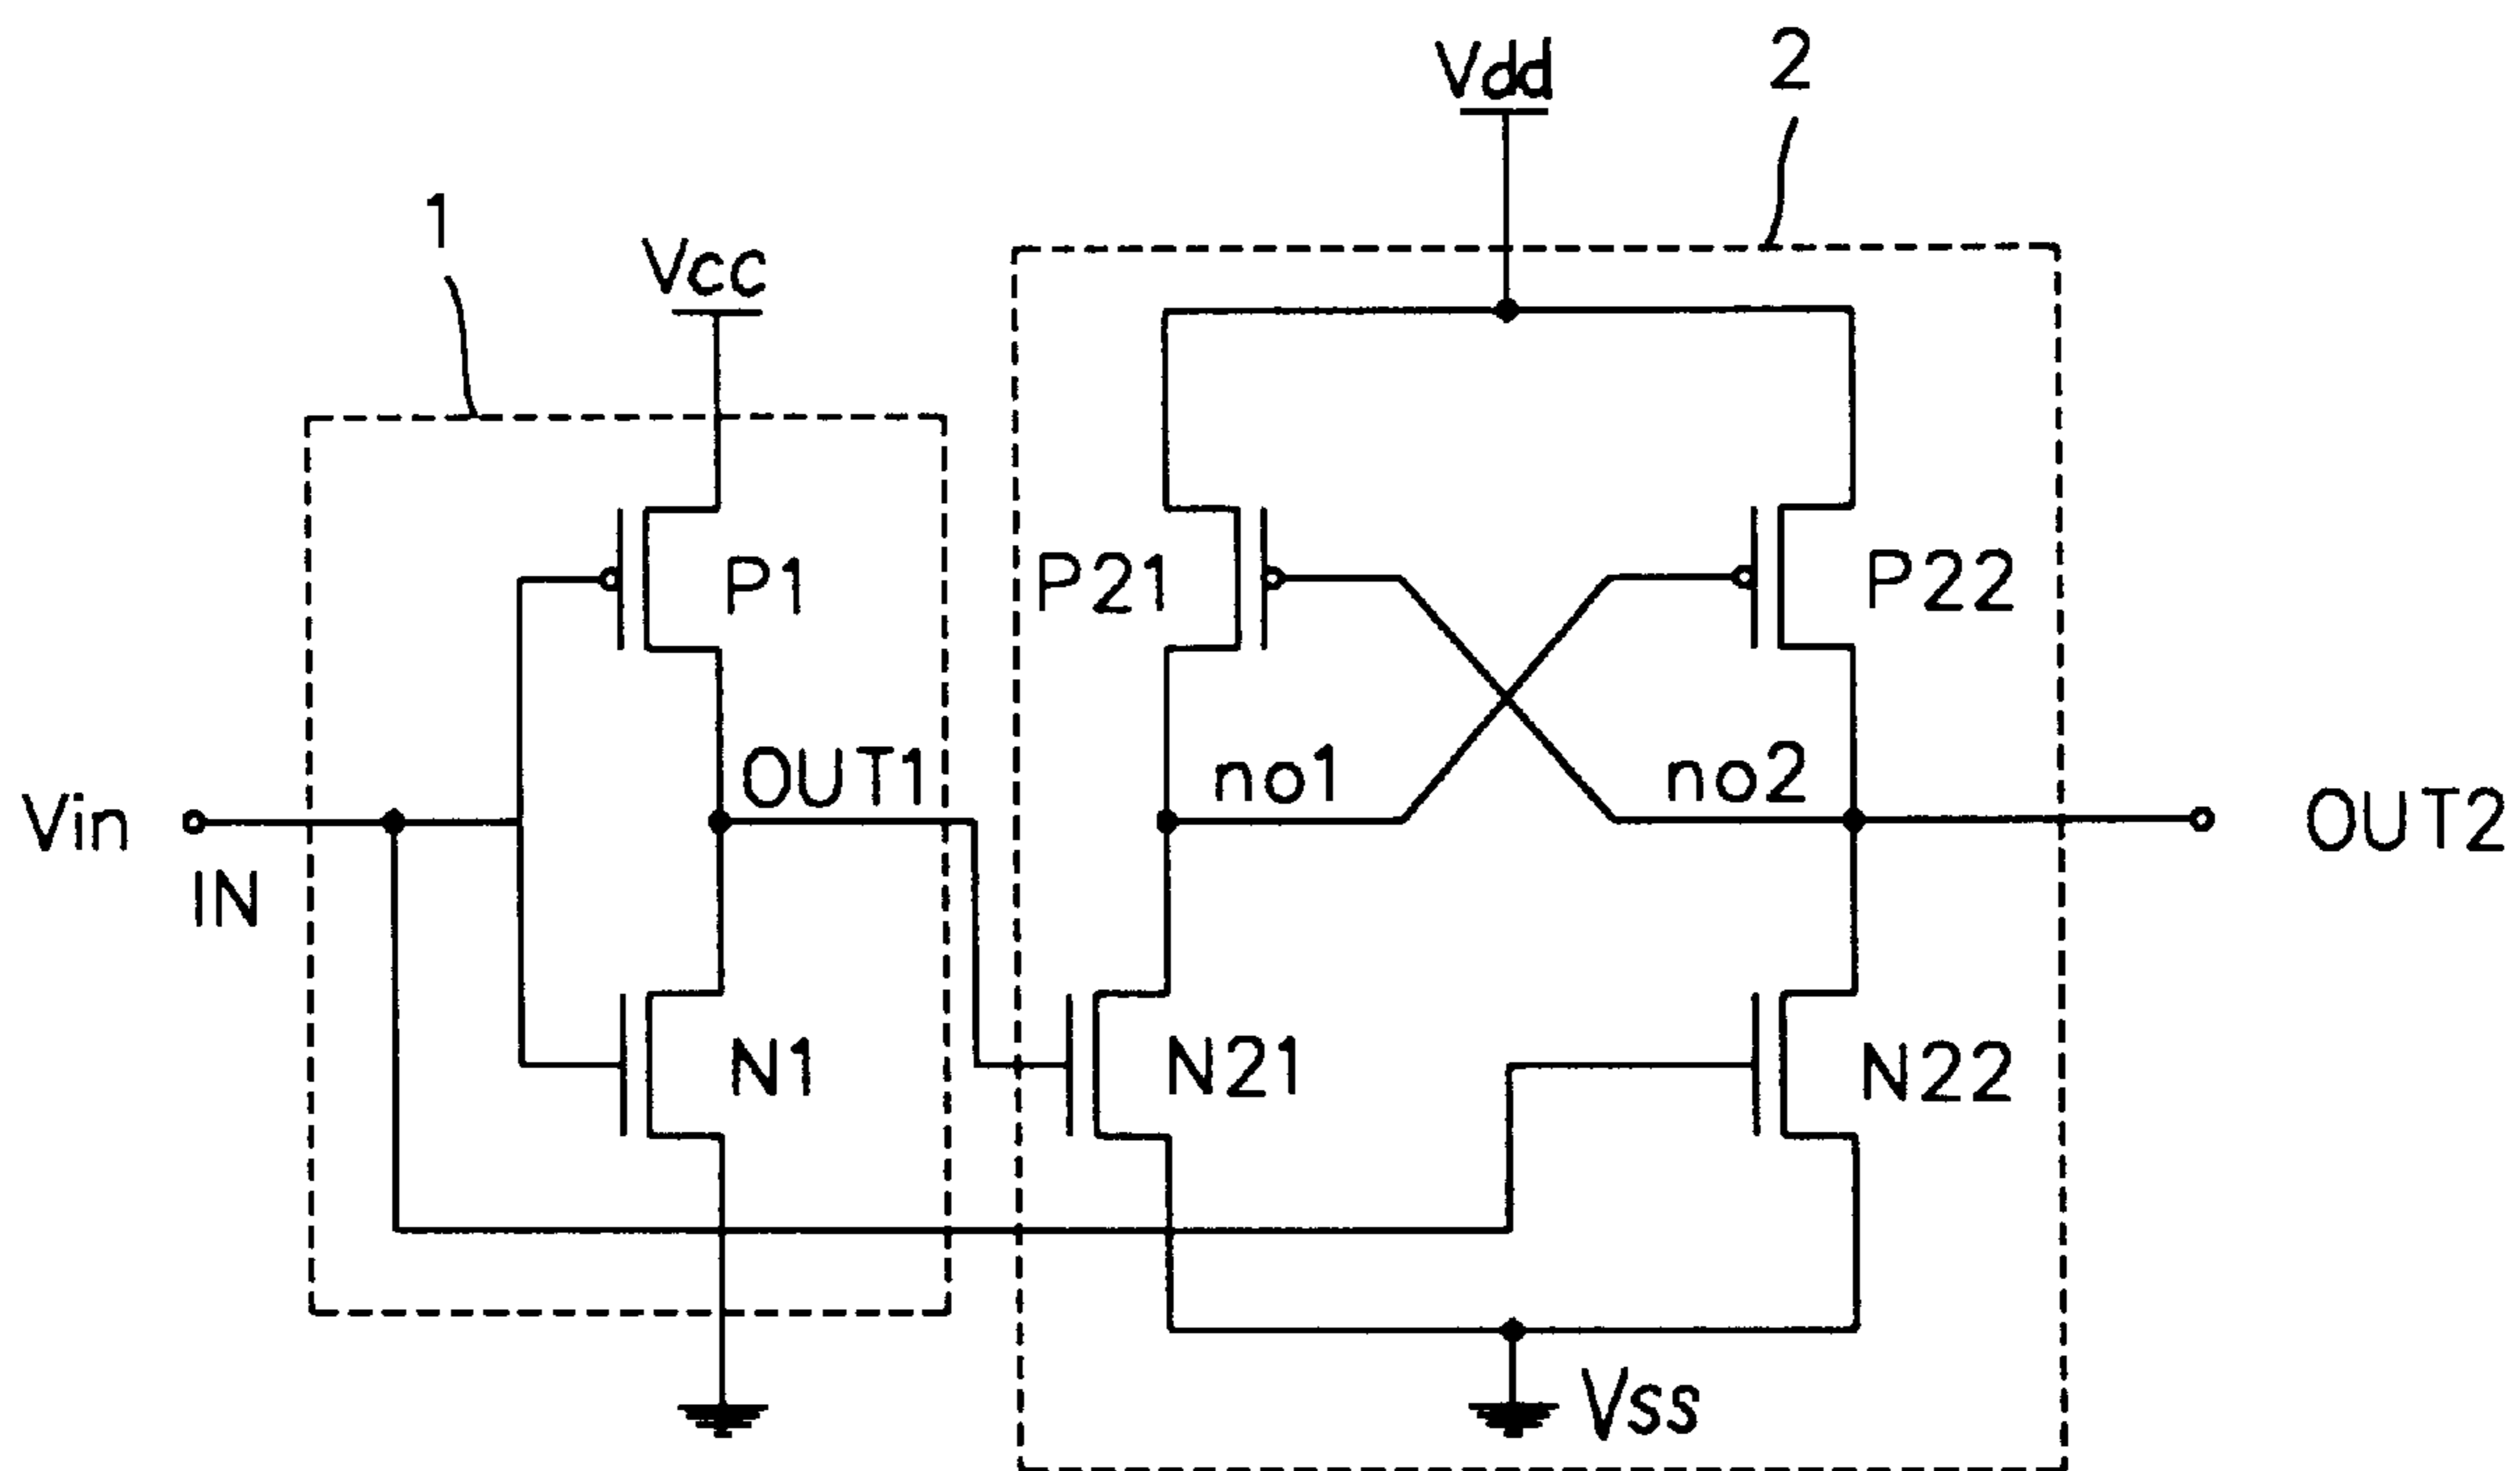 Vdd
2
1
Vcc
P1
P21
P22
OUT1
no1
no2
Vin
IN
OUT2
N1
N21
N22
Vss